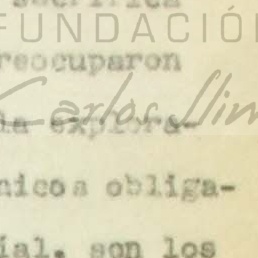 FUNDACIÓ
reocuparon
Carlos Slim
la explora-
nicos obliga-
ial. son los